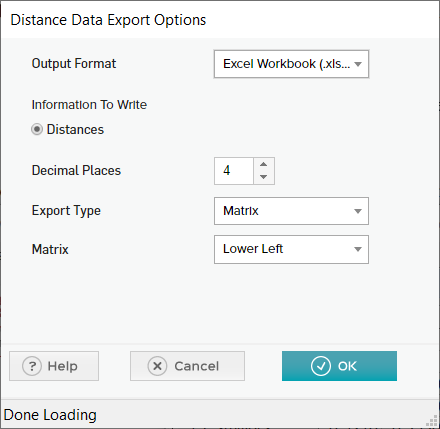 Distance Data Export Options
Output Format Excel Workbook (.xls...
Information To Write
Distances
Decimal Places 4
Export Type Matrix
Matrix Lower Left
? Help Cancel OK
Done Loading